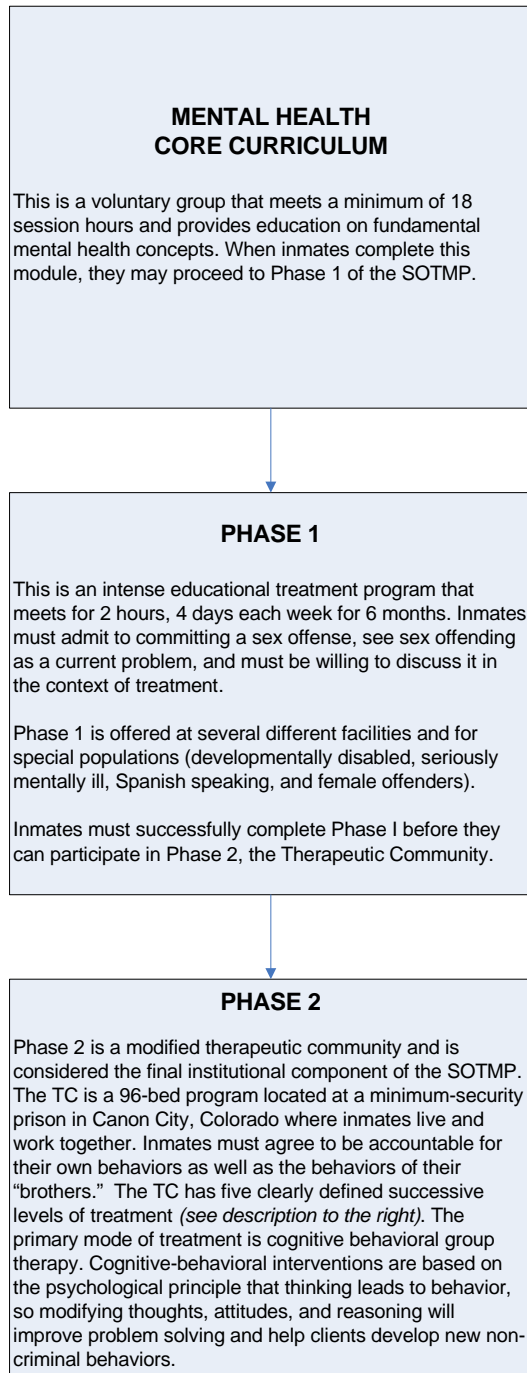 MENTAL HEALTH
CORE CURRICULUM
This is a voluntary group that meets a minimum of 18
session hours and provides education on fundamental
mental health concepts. When inmates complete this
module, they may proceed to Phase 1 of the SOTMP.
PHASE 1
This is an intense educational treatment program that
meets for 2 hours, 4 days each week for 6 months. Inmates
must admit to committing a sex offense, see sex offending
as a current problem, and must be willing to discuss it in
the context of treatment.
Phase 1 is offered at several different facilities and for
special populations (developmentally disabled, seriously
mentally ill, Spanish speaking, and female offenders).
Inmates must successfully complete Phase I before they
can participate in Phase 2, the Therapeutic Community.
PHASE 2
Phase 2 is a modified therapeutic community and is
considered the final institutional component of the SOTMP.
The TC is a 96-bed program located at a minimum-security
prison in Canon City, Colorado where inmates live and
work together. Inmates must agree to be accountable for
their own behaviors as well as the behaviors of their
“brothers.”  The TC has five clearly defined successive
levels of treatment (see description to the right). The
primary mode of treatment is cognitive behavioral group
therapy. Cognitive-behavioral interventions are based on
the psychological principle that thinking leads to behavior,
so modifying thoughts, attitudes, and reasoning will
improve problem solving and help clients develop new non-
criminal behaviors.